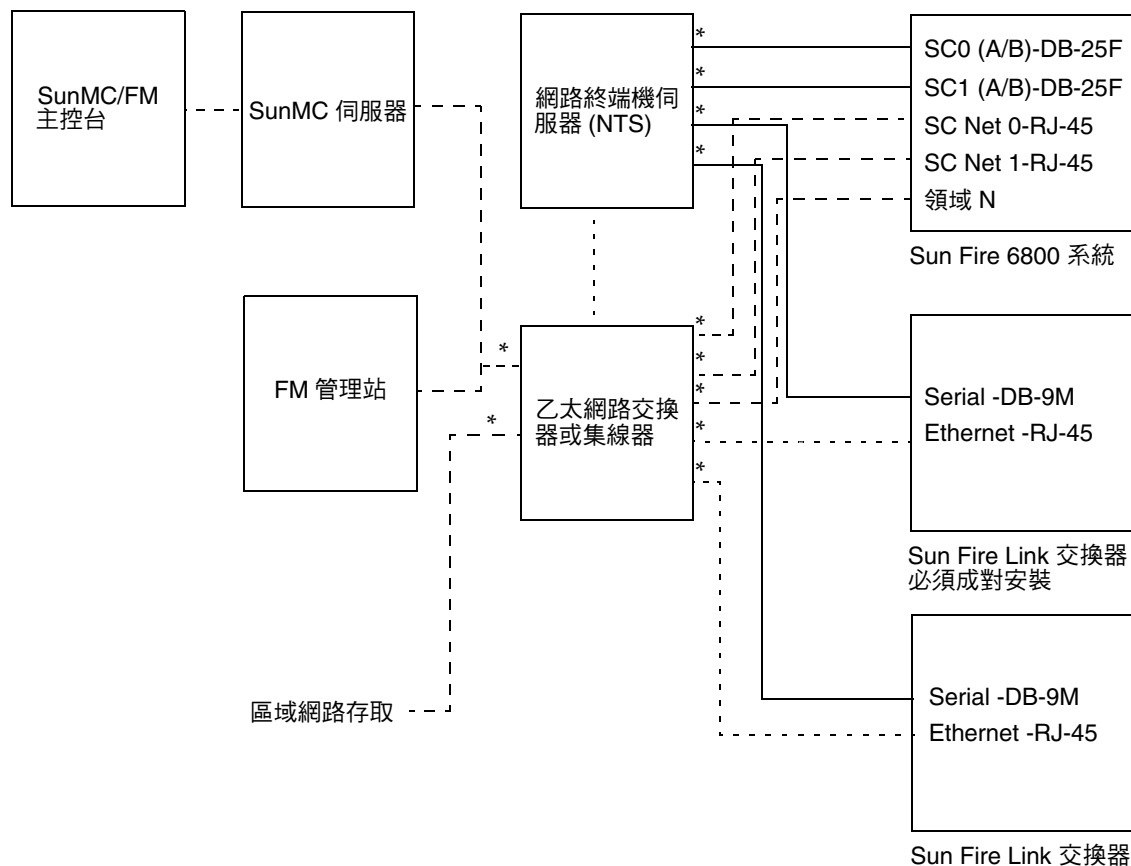 SunMC/FM
主控台
SunMC 伺服器
網路終端機伺
服器 (NTS)
*
*
*
*
SC0 (A/B)-DB-25F
SC1 (A/B)-DB-25F
SC Net 0-RJ-45
SC Net 1-RJ-45
領域 N
Sun Fire 6800 系統
FM 管理站
*
*
乙太網路交換
器或集線器
*
*
*
*
*
Serial -DB-9M
Ethernet -RJ-45
Sun Fire Link 交換器
必須成對安裝
區域網路存取
Serial -DB-9M
Ethernet -RJ-45
Sun Fire Link 交換器